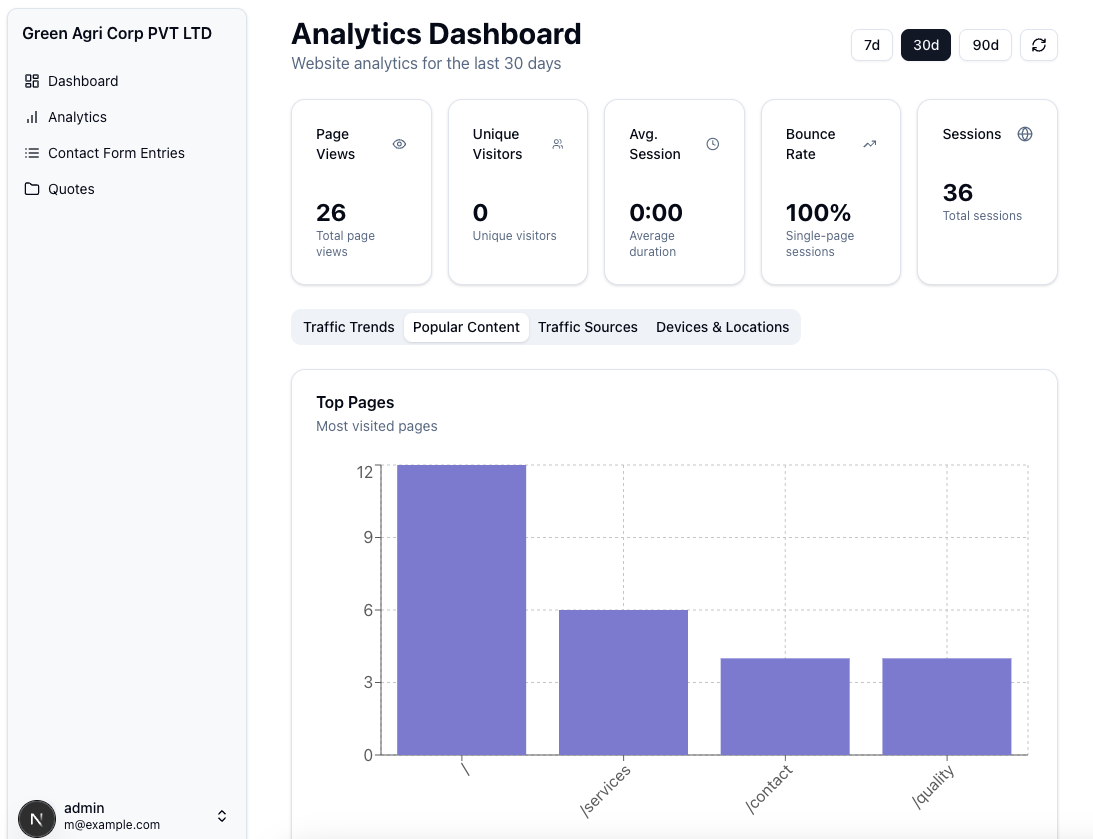 Green Agri Corp PVT LTD
Dashboard
Analytics
Contact Form Entries
Quotes
admin
m@example.com
N
Analytics Dashboard
Website analytics for the last 30 days
7d
30d
90d
Page
Views
26
Total page
views
Unique
Visitors
0
Unique visitors
Avg.
Session
0:00
Average
duration
Bounce
Rate
100%
Single-page
sessions
Sessions
36
Total sessions
Traffic Trends
Popular Content
Traffic Sources
Devices & Locations
Top Pages
Most visited pages
12
9
6
3
0
/
/services
/contact
/quality